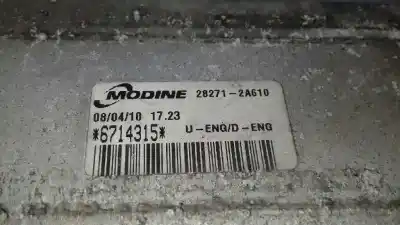 MODINE 28271-2A610
08/04/10 17.23
*6714315* U-ENG/D-ENG